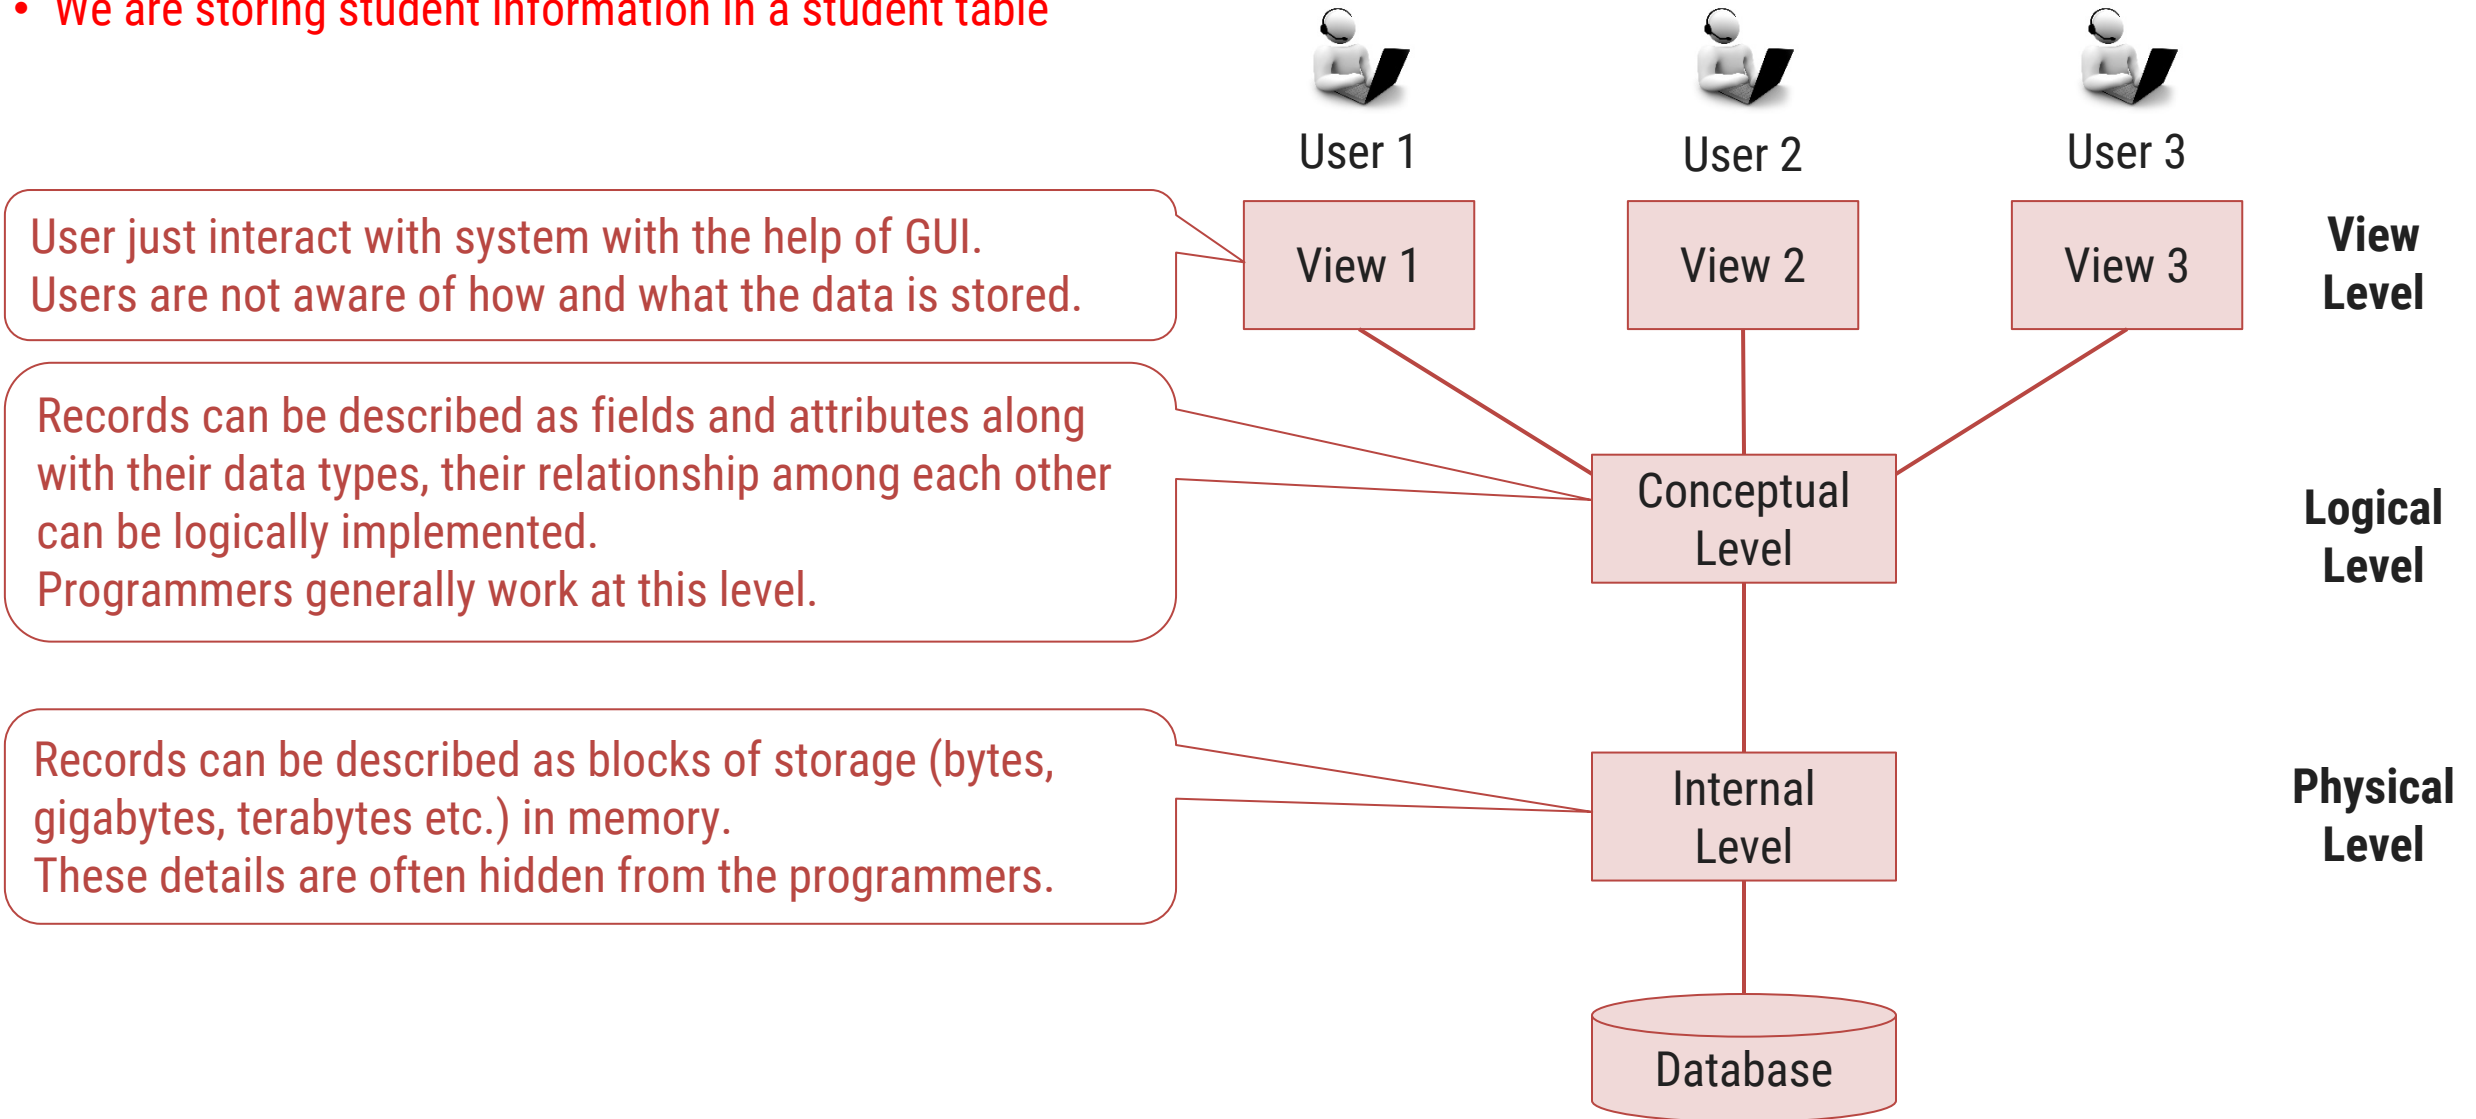 • We are storing student information in a student table
User 1
User 2
User 3
User just interact with system with the help of GUI.
Users are not aware of how and what the data is stored.
View 1
View 2
View 3
View
Level
Records can be described as fields and attributes along
with their data types, their relationship among each other
can be logically implemented.
Programmers generally work at this level.
Conceptual
Level
Logical
Level
Records can be described as blocks of storage (bytes,
gigabytes, terabytes etc.) in memory.
These details are often hidden from the programmers.
Internal
Level
Physical
Level
Database